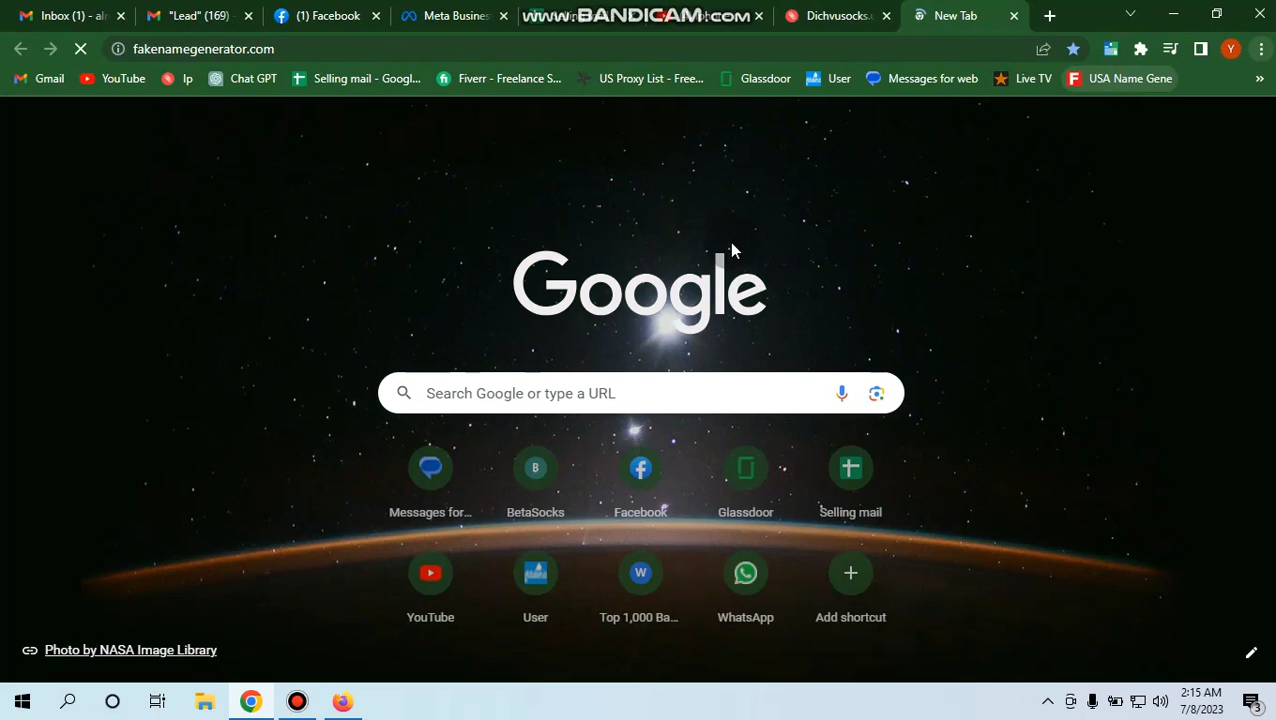 Inbox (1) - alr
"Lead" (169) -
(1) Facebook
Meta Busines
www.BANDICAM.com
Dichvusocks.u
New Tab
fakenamegenerator.com
Y
Gmail
YouTube
Ip
Chat GPT
Selling mail - Googl...
Fiverr - Freelance S...
US Proxy List - Free...
Glassdoor
User
Messages for web
Live TV
USA Name Gene
»
Google
Search Google or type a URL
Messages for...
BetaSocks
Facebook
Glassdoor
Selling mail
B
W
YouTube
User
Top 1,000 Ba...
WhatsApp
Add shortcut
Photo by NASA Image Library
2:15 AM
7/8/2023
3